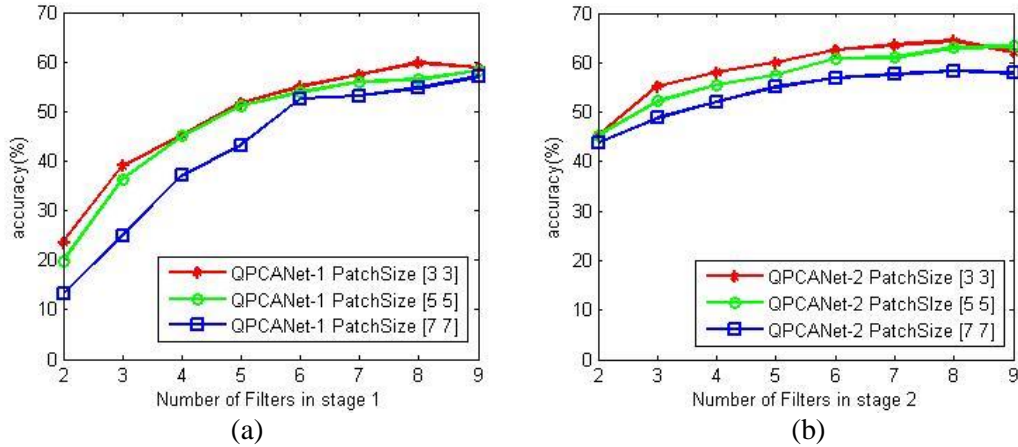 70
60
50
40
30
20
10
0
accuracy(%)
QPCANet-1 PatchSize [3 3]
QPCANet-1 PatchSize [5 5]
QPCANet-1 PatchSize [7 7]
2 3 4 5 6 7 8 9
Number of Filters in stage 1
(a)
70
60
50
40
30
20
10
0
accuracy(%)
QPCANet-2 PatchSIze [3 3]
QPCANet-2 PatchSIze [5 5]
QPCANet-2 PatchSIze [7 7]
2 3 4 5 6 7 8 9
Number of Filters in stage 2
(b)